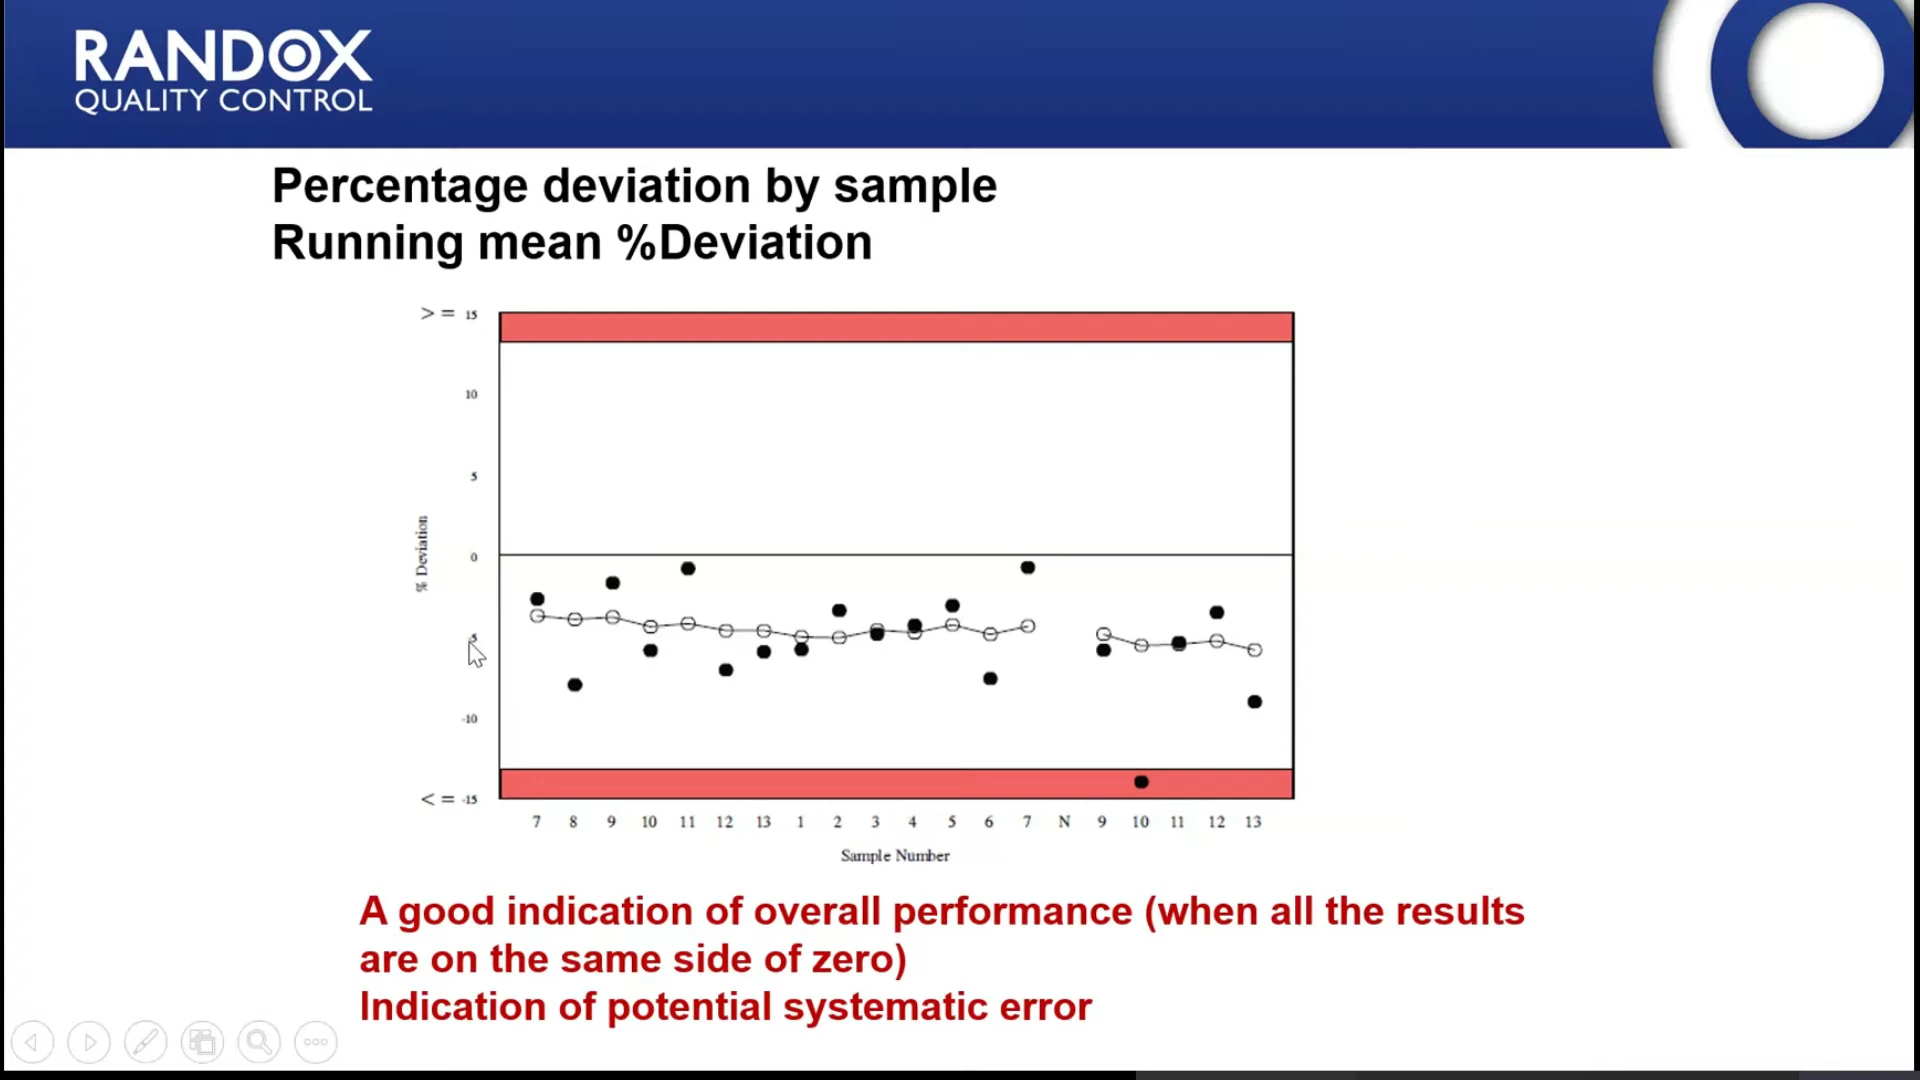 RANDOX
QUALITY CONTROL
Percentage deviation by sample
Running mean %Deviation
> = 15
10
5
0
5
-10
< = -15
% Deviation
7 8 9 10 11 12 13 1 2 3 4 5 6 7 N 9 10 11 12 13
Sample Number
A good indication of overall performance (when all the results
are on the same side of zero)
Indication of potential systematic error